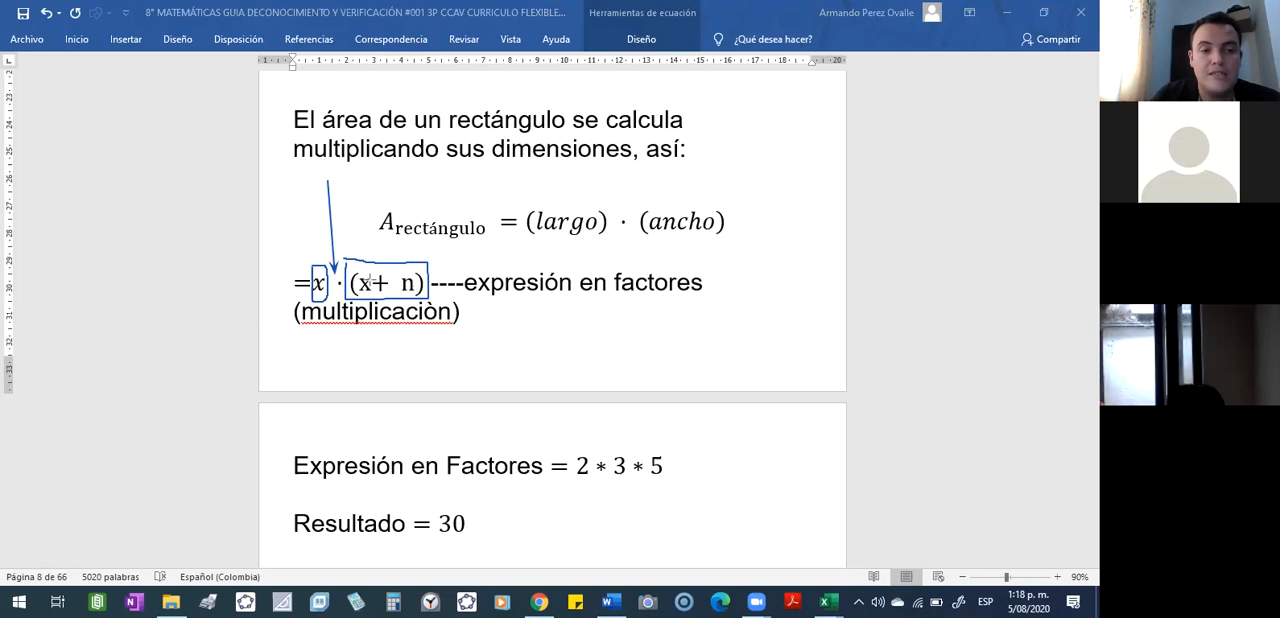 8° MATEMÁTICAS GUIA DECONOCIMIENTO Y VERIFICACIÓN #001 3P CCAV CURRICULO FLEXIBLE...
Herramientas de ecuación
Armando Perez Ovalle
Archivo Inicio Insertar Diseño Disposición Referencias Correspondencia Revisar Vista Ayuda Diseño ¿Qué desea hacer? Compartir
El área de un rectángulo se calcula
multiplicando sus dimensiones, así:
A rectángulo = (largo) · (ancho)
=x · (x+ n)----expresión en factores
(multiplicaciòn)
Expresión en Factores = 2 * 3 * 5
Resultado = 30
Página 8 de 66 5020 palabras Español (Colombia) 90%
ESP 1:18 p. m.
5/08/2020